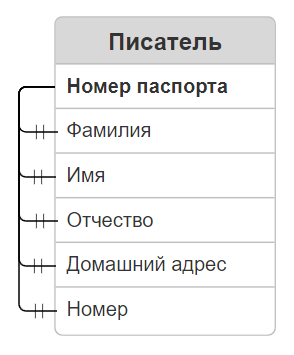 Писатель
Номер паспорта
Фамилия
Имя
Отчество
Домашний адрес
Номер